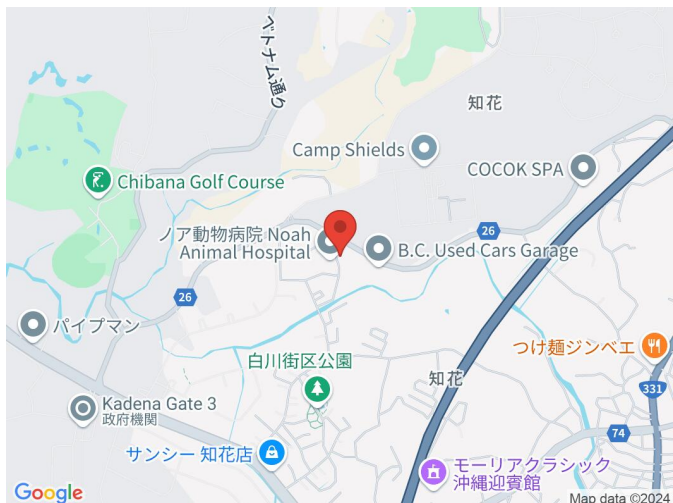 ベトナム通り
知花
Camp Shields
COCOK SPA
Chibana Golf Course
ノア動物病院 Noah
Animal Hospital
26
B.C. Used Cars Garage
26
パイプマン
つけ麺ジンベエ
白川街区公園
知花
331
Kadena Gate 3
政府機関
74
サンシー 知花店
モーリアクラシック
沖縄迎賓館
Google
Map data ©2024